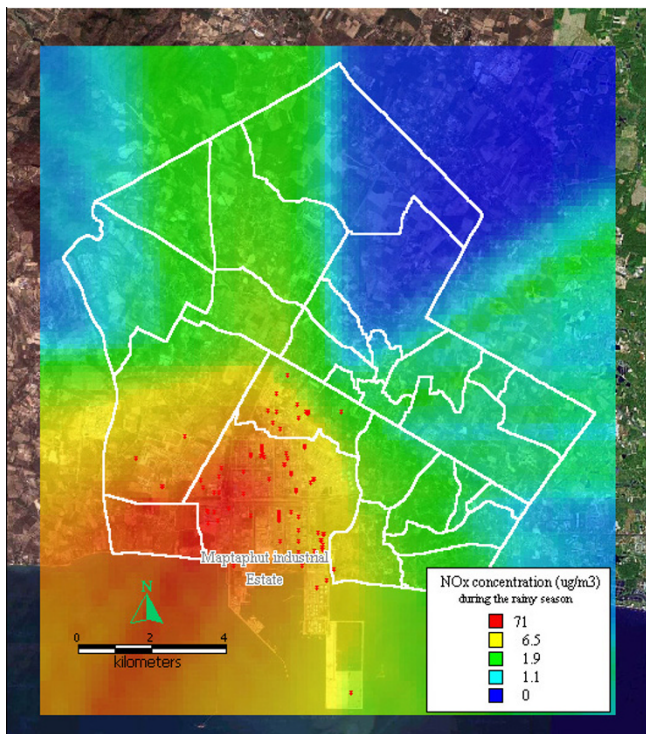 Maptaphut industrial
Estate
N
0 2 4
kilometers
NOx concentration (ug/m3)
during the rainy season
71
6.5
1.9
1.1
0